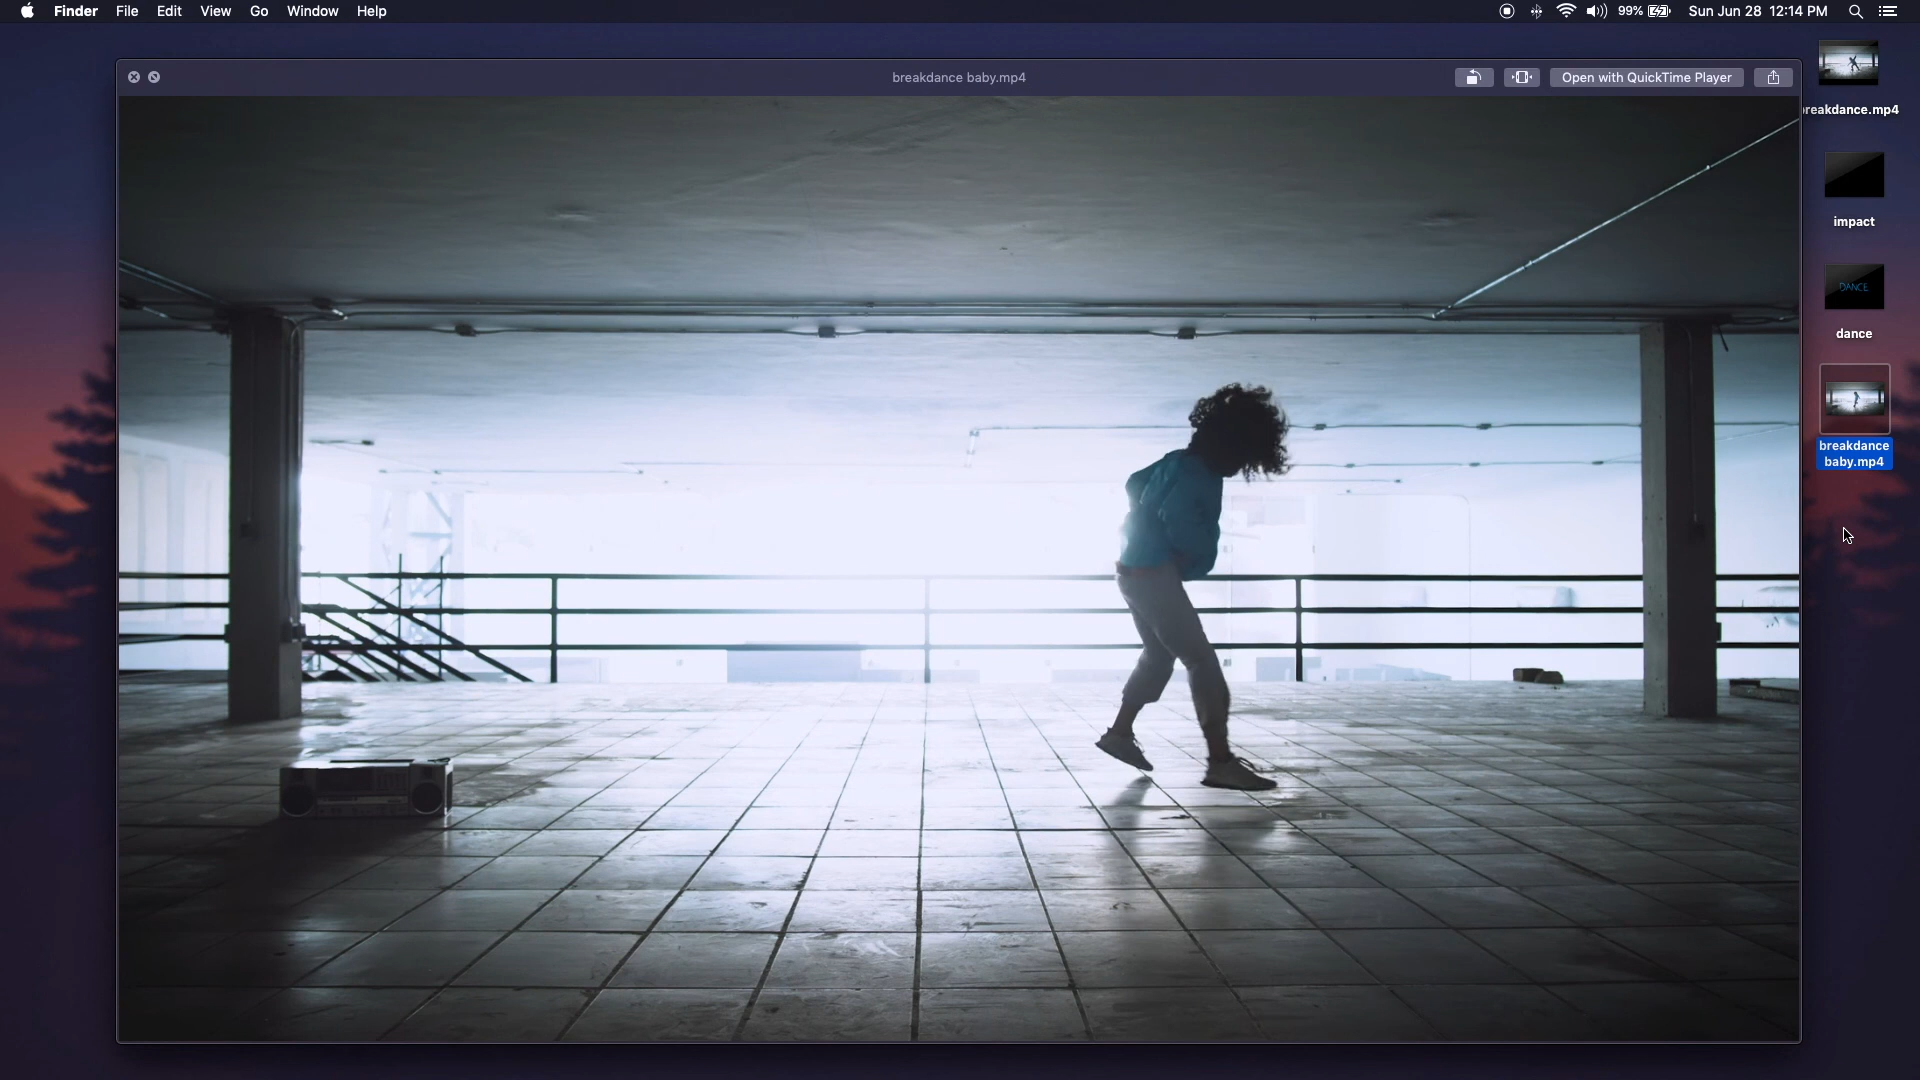 Finder File Edit View Go Window Help
99% Sun Jun 28 12:14 PM
breakdance baby.mp4
Open with QuickTime Player
reakdance.mp4
impact
DANCE
dance
breakdance
baby.mp4